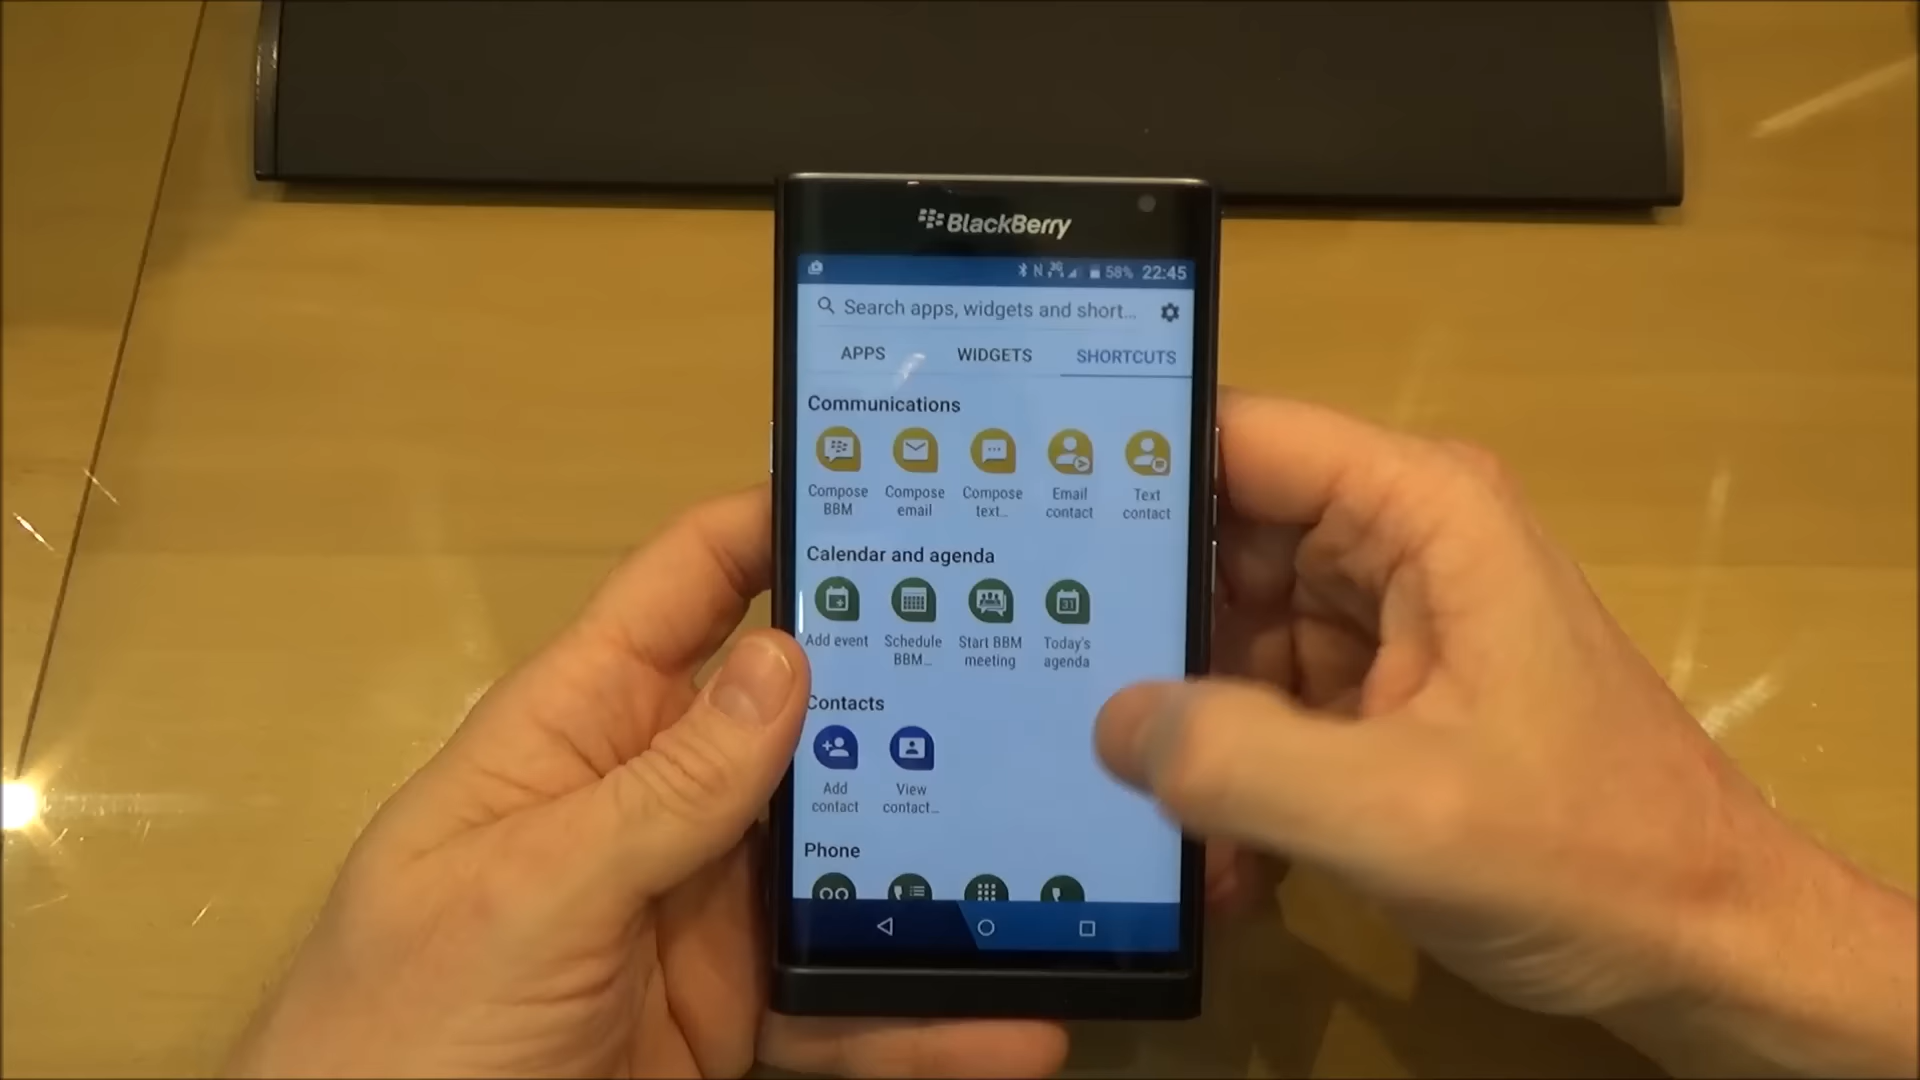 BlackBerry
3G 58% 22:45
Search apps, widgets and short...
APPS WIDGETS SHORTCUTS
Communications
Compose BBM
Compose email
Compose text...
Email contact
Text contact
Calendar and agenda
31
Add event
Schedule BBM...
Start BBM meeting
Today's agenda
Contacts
Add contact
View contact...
Phone